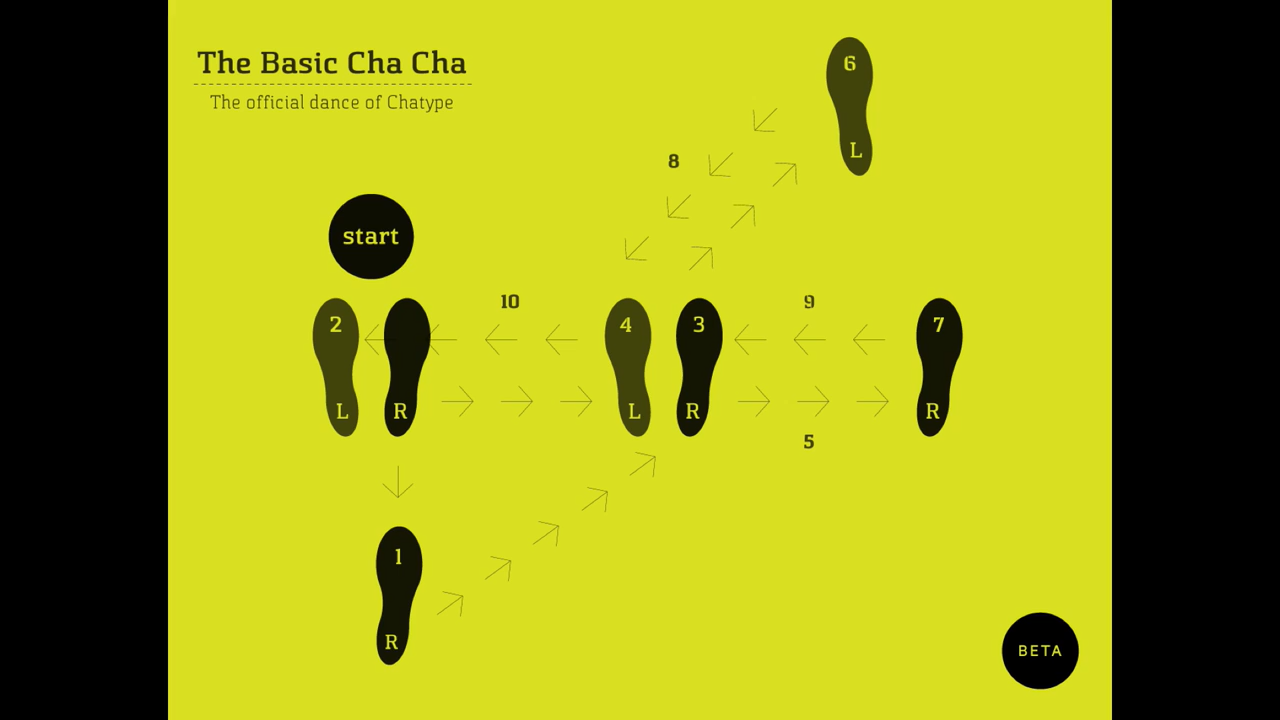 The Basic Cha Cha
The official dance of Chatype
6
L
8
start
10
9
2
4
3
7
L
R
L
R
R
5
1
R
BETA